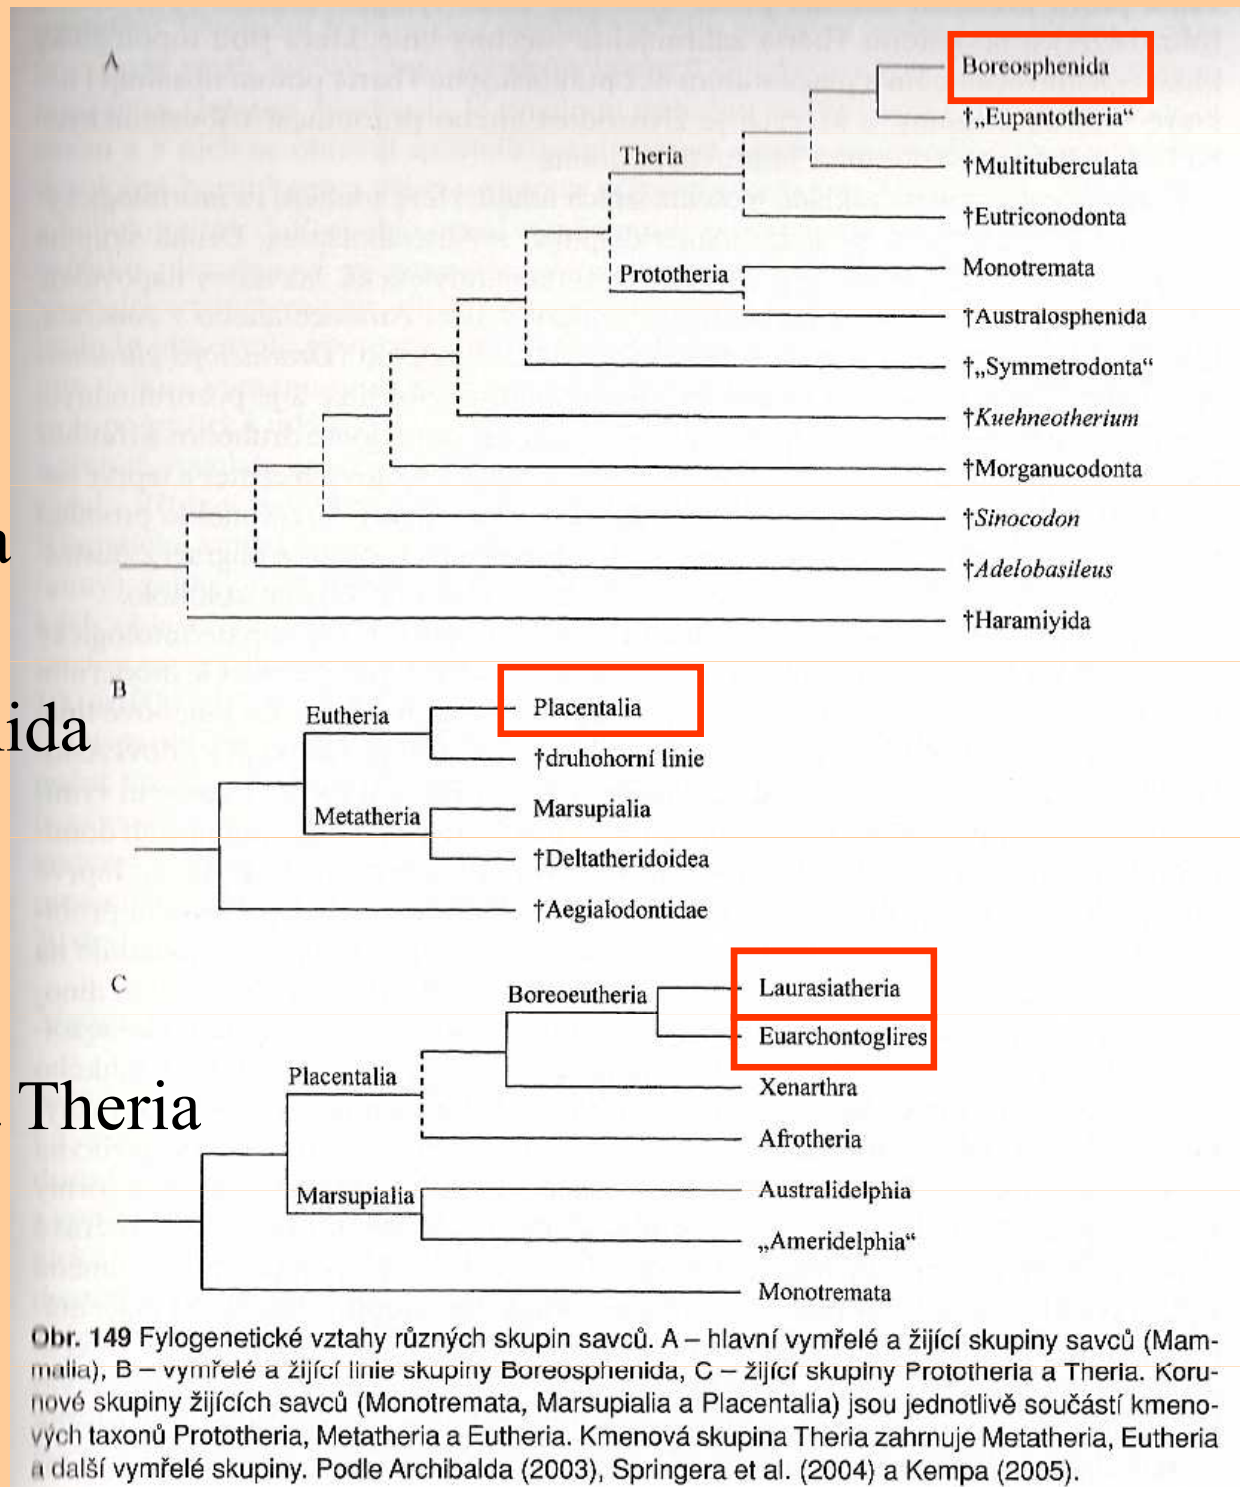 A
Boreosphenida
†„Eupantotheria“
Theria
†Multituberculata
†Eutriconodonta
Prototheria
Monotremata
†Australosphenida
†„Symmetrodonta“
†Kuehneotherium
†Morganucodonta
†Sinocodon
a
†Adelobasileus
†Haramiyida
B
Placentalia
Eutheria
lida
†druhohorní linie
Marsupialia
Metatheria
†Deltatheridoidea
†Aegialodontidae
C
Laurasiatheria
Boreoeutheria
Euarchontoglires
Placentalia
Xenarthra
Theria
Afrotheria
Australidelphia
Marsupialia
„Ameridelphia“
Monotremata
Obr. 149 Fylogenetické vztahy různých skupin savců. A – hlavní vymřelé a žijící skupiny savců (Mam-
malia), B – vymřelé a žijící linie skupiny Boreosphenida, C – žijící skupiny Prototheria a Theria. Koru-
nové skupiny žijících savců (Monotremata, Marsupialia a Placentalia) jsou jednotlivě součástí kmeno-
vých taxonů Prototheria, Metatheria a Eutheria. Kmenová skupina Theria zahrnuje Metatheria, Eutheria
a další vymřelé skupiny. Podle Archibalda (2003), Springera et al. (2004) a Kempa (2005).